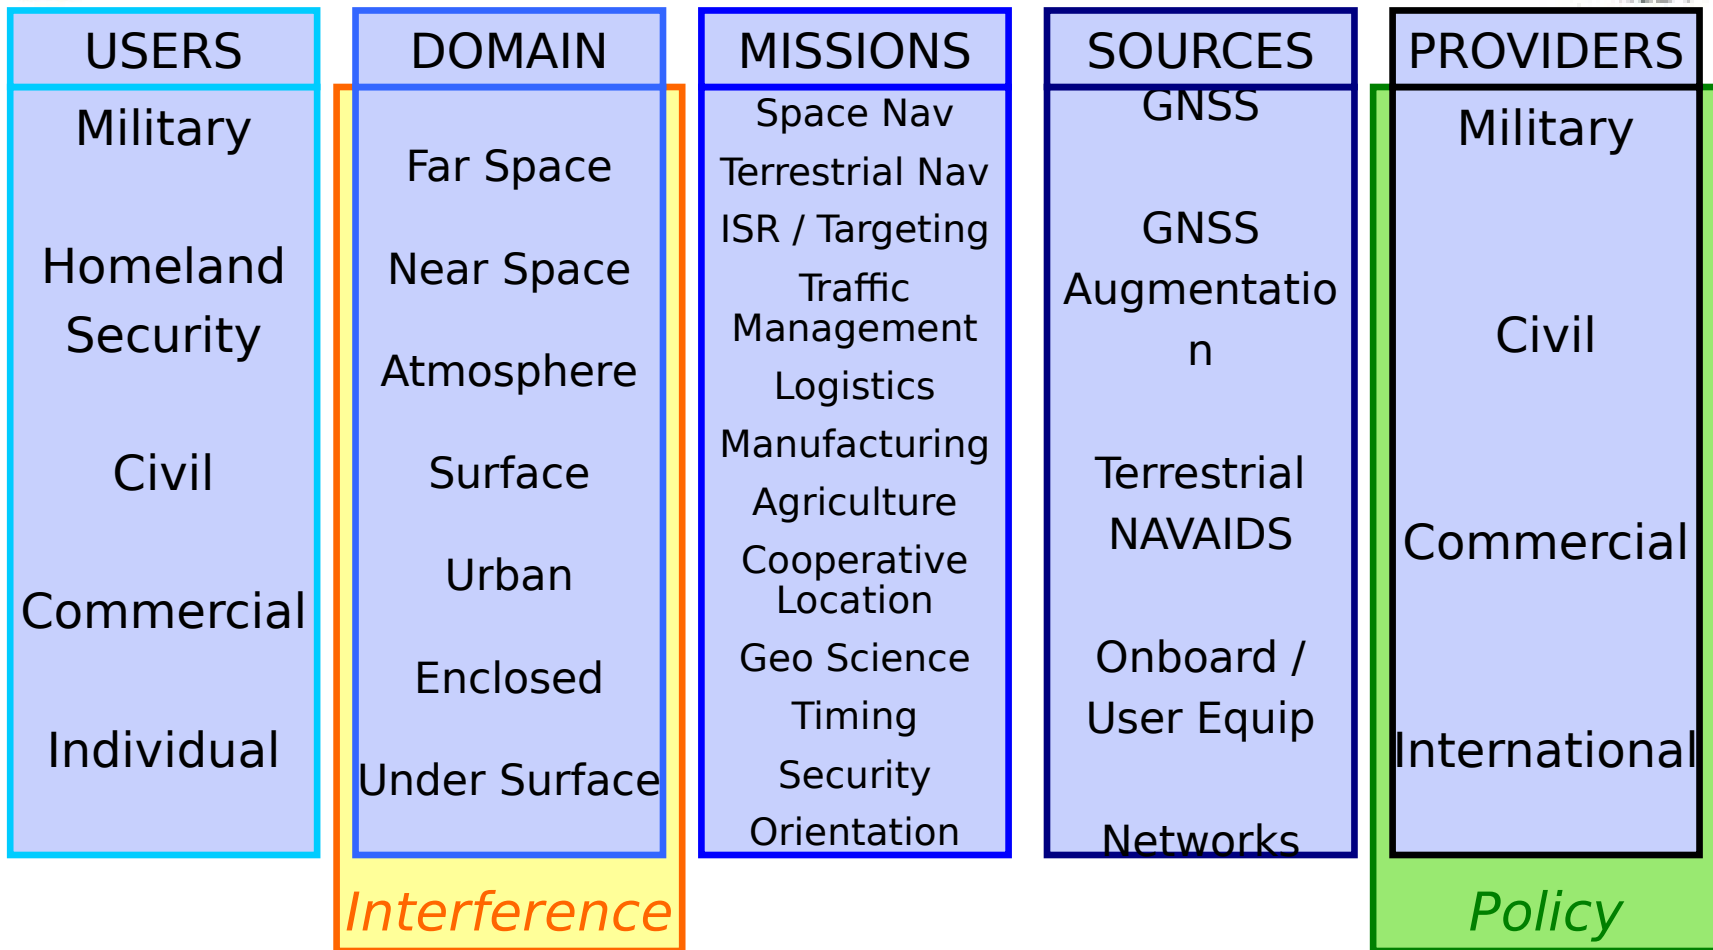 USERS
Military
Homeland
Security
Civil
Commercial
Individual
DOMAIN
Far Space
Near Space
Atmosphere
Surface
Urban
Enclosed
Under Surface
Interference
MISSIONS
Space Nav
Terrestrial Nav
ISR / Targeting
Traffic
Management
Logistics
Manufacturing
Agriculture
Cooperative
Location
Geo Science
Timing
Security
Orientation
SOURCES
GNSS
GNSS
Augmentatio
n
Terrestrial
NAVAIDS
Onboard /
User Equip
Networks
PROVIDERS
Military
Civil
Commercial
International
Policy